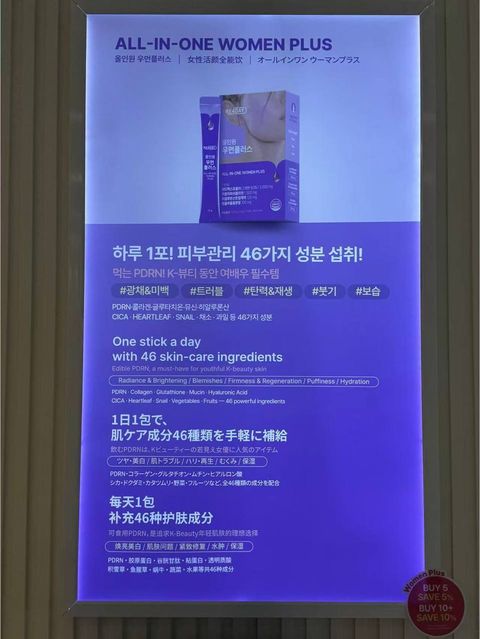 ALL-IN-ONE WOMEN PLUS
올인원 우먼플러스 | 女性活颜全能饮 | オールインワン ウーマンプラス
올인원
우먼플러스
ALL-IN-ONE WOMEN PLUS
하루 1포! 피부관리 46가지 성분 섭취!
먹는 PDRN! K-뷰티 동안 여배우 필수템
#광채&미백 #트러블 #탄력&재생 #붓기 #보습
PDRN·콜라겐·글루타치온·뮤신·히알루론산
CICA · HEARTLEAF · SNAIL · 채소 · 과일 등 46가지 성분
One stick a day
with 46 skin-care ingredients
Edible PDRN, a must-have for youthful K-beauty skin
Radiance & Brightening / Blemishes / Firmness & Regeneration / Puffiness / Hydration
PDRN · Collagen · Glutathione · Mucin · Hyaluronic Acid
CICA · Heartleaf · Snail · Vegetables · Fruits — 46 powerful ingredients
1日1包で、
肌ケア成分46種類を手軽に補給
飲むPDRNは、Kビューティーの若見え女優に人気のアイテム
ツヤ・美白 / 肌トラブル / ハリ・再生 / むくみ / 保湿
PDRN・コラーゲン・グルタチオン・ムチン・ヒアルロン酸
シカ・ドクダミ・カタツムリ・野菜・フルーツなど、全46種類の成分を配合
每天1包
补充46种护肤成分
可食用PDRN,是追求K-Beauty年轻肌肤的理想选择
焕亮美白 / 肌肤问题 / 紧致修复 / 水肿 / 保湿
PDRN · 胶原蛋白 · 谷胱甘肽 · 粘蛋白 · 透明质酸
积雪草 · 鱼腥草 · 蜗牛 · 蔬菜 · 水果等共46种成分
Women Plus
BUY 5
SAVE 5%
BUY 10+
SAVE 10%